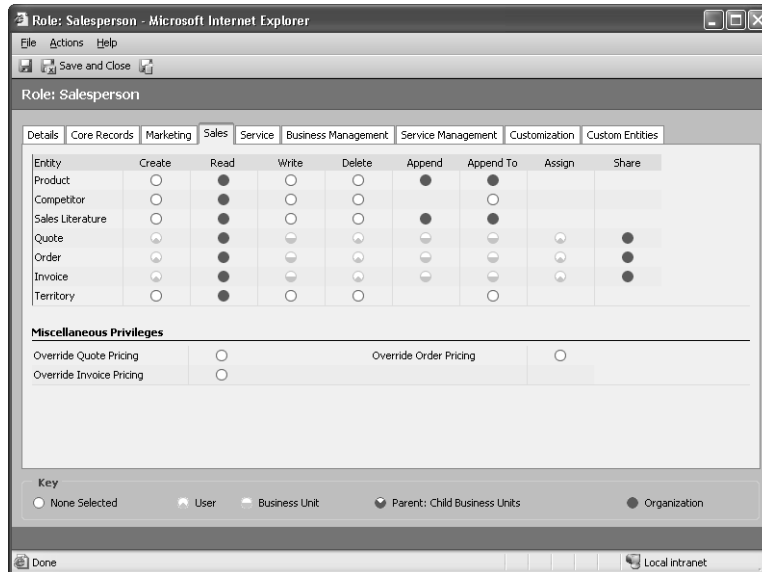 Role: Salesperson - Microsoft Internet Explorer
File Actions Help
Save and Close
Role: Salesperson
Details Core Records Marketing Sales Service Business Management Service Management Customization Custom Entities
Entity Create Read Write Delete Append Append To Assign Share
Product
Competitor
Sales Literature
Quote
Order
Invoice
Territory
Miscellaneous Privileges
Override Quote Pricing Override Order Pricing
Override Invoice Pricing
Key
None Selected User Business Unit Parent: Child Business Units Organization
Done Local intranet